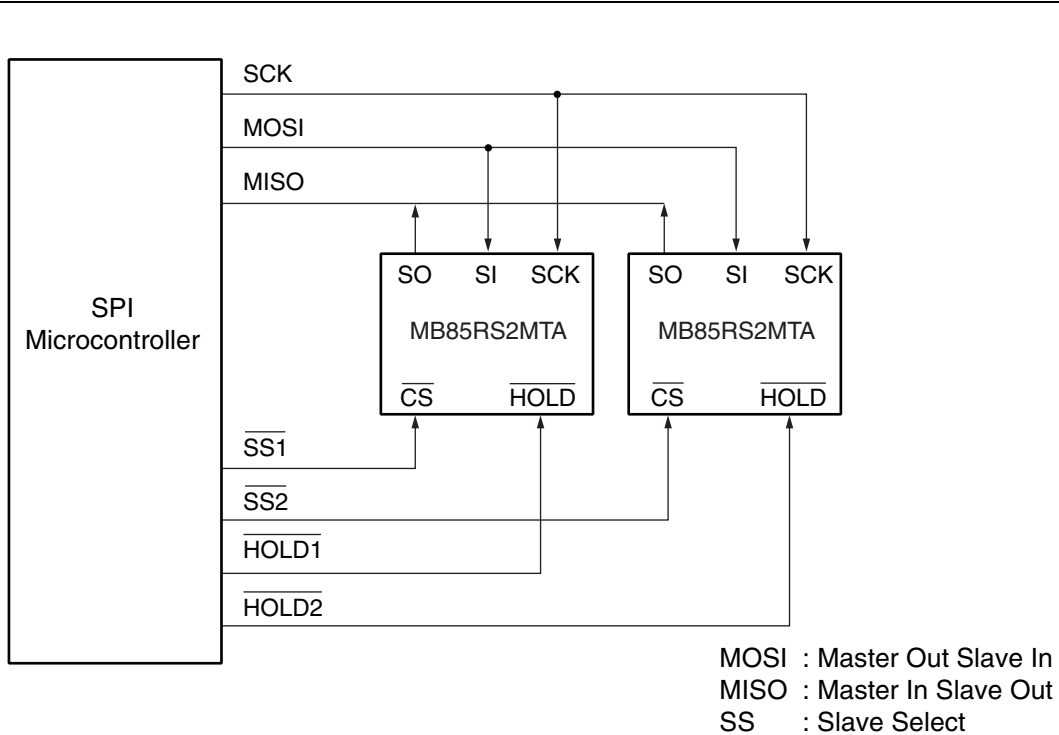 SCK
MOSI
MISO
SO SI SCK
SO SI SCK
SPI
Microcontroller
MB85RS2MTA
MB85RS2MTA
CS HOLD
CS HOLD
SS1
SS2
HOLD1
HOLD2
MOSI : Master Out Slave In
MISO : Master In Slave Out
SS : Slave Select